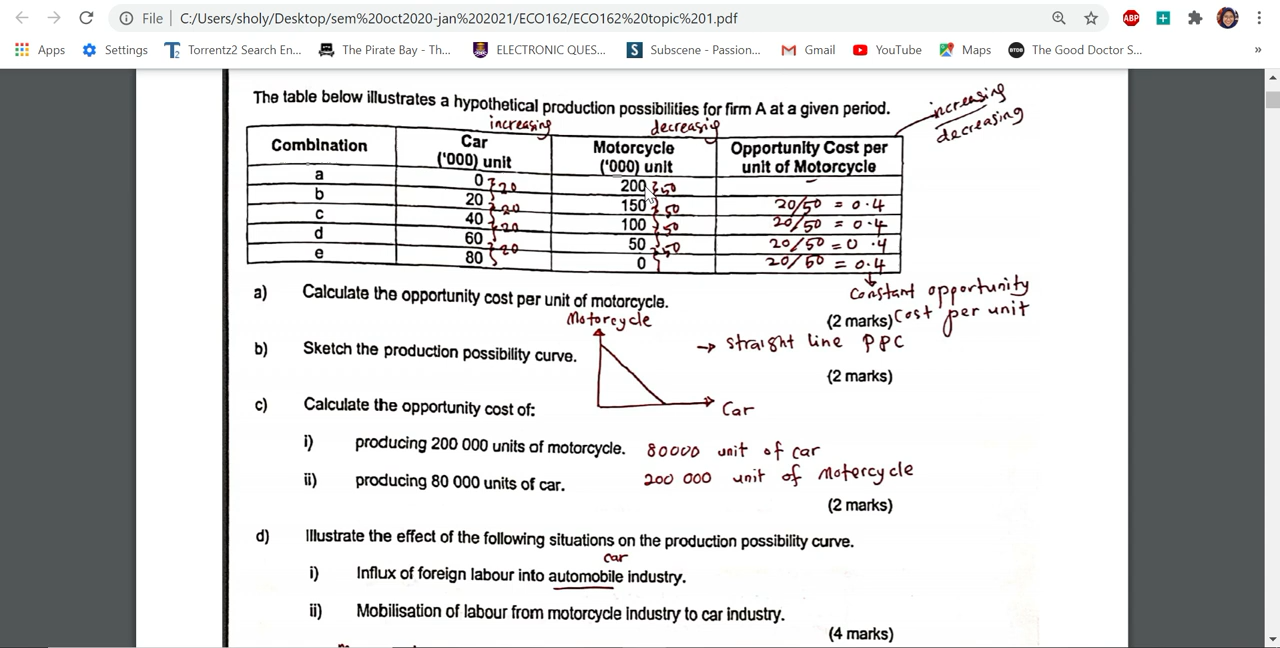 File | C:/Users/sholy/Desktop/sem%20oct2020-jan%202021/ECO162/ECO162%20topic%201.pdf
ABP
Apps Settings Torrentz2 Search En... The Pirate Bay - Th... ELECTRONIC QUES... S Subscene - Passion... Gmail YouTube Maps The Good Doctor S... »
The table below illustrates a hypothetical production possibilities for firm A at a given period.
increasing
decreasing
increasing decreasing
Combination Car ('000) unit Motorcycle ('000) unit Opportunity Cost per unit of Motorcycle
a 0 200 -
20 50
b 20 150 20/50 = 0.4
20 50
c 40 100 20/50 = 0.4
20 50
d 60 50 20/50 = 0.4
20 50
e 80 0 20/50 = 0.4
a) Calculate the opportunity cost per unit of motorcycle.
constant opportunity
cost per unit
(2 marks)
Motorcycle
b) Sketch the production possibility curve.
→ straight line PPC
(2 marks)
Car
c) Calculate the opportunity cost of:
i) producing 200 000 units of motorcycle. 80000 unit of car
ii) producing 80 000 units of car. 200 000 unit of motercycle
(2 marks)
d) Illustrate the effect of the following situations on the production possibility curve.
car
i) Influx of foreign labour into automobile industry.
ii) Mobilisation of labour from motorcycle industry to car industry.
(4 marks)